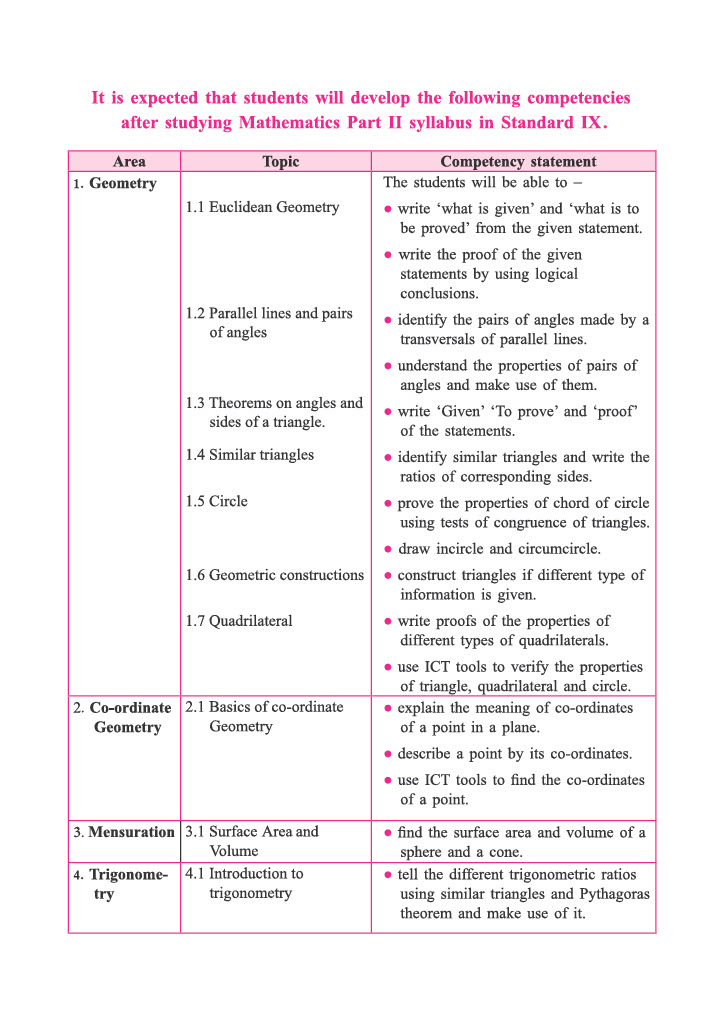 It is expected that students will develop the following competencies
after studying Mathematics Part II syllabus in Standard IX.
Area Topic Competency statement
1. Geometry The students will be able to –
1.1 Euclidean Geometry ● write ‘what is given’ and ‘what is to
be proved’ from the given statement.
● write the proof of the given
statements by using logical
conclusions.
1.2 Parallel lines and pairs
of angles
● identify the pairs of angles made by a
transversals of parallel lines.
● understand the properties of pairs of
angles and make use of them.
1.3 Theorems on angles and
sides of a triangle.
● write ‘Given’ ‘To prove’ and ‘proof’
of the statements.
1.4 Similar triangles ● identify similar triangles and write the
ratios of corresponding sides.
1.5 Circle ● prove the properties of chord of circle
using tests of congruence of triangles.
● draw incircle and circumcircle.
1.6 Geometric constructions ● construct triangles if different type of
information is given.
1.7 Quadrilateral ● write proofs of the properties of
different types of quadrilaterals.
● use ICT tools to verify the properties
of triangle, quadrilateral and circle.
2. Co-ordinate
Geometry
2.1 Basics of co-ordinate
Geometry
● explain the meaning of co-ordinates
of a point in a plane.
● describe a point by its co-ordinates.
● use ICT tools to find the co-ordinates
of a point.
3. Mensuration 3.1 Surface Area and
Volume
● find the surface area and volume of a
sphere and a cone.
4. Trigonome-
try
4.1 Introduction to
trigonometry
● tell the different trigonometric ratios
using similar triangles and Pythagoras
theorem and make use of it.